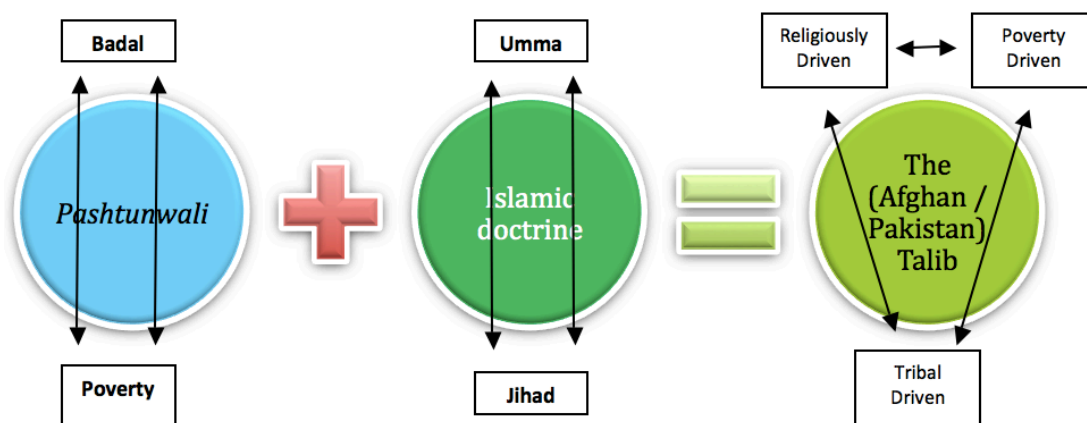 Badal
Umma
Religiously
Driven
Poverty
Driven
Pashtunwali
Islamic
doctrine
The
(Afghan /
Pakistan)
Talib
Poverty
Jihad
Tribal
Driven